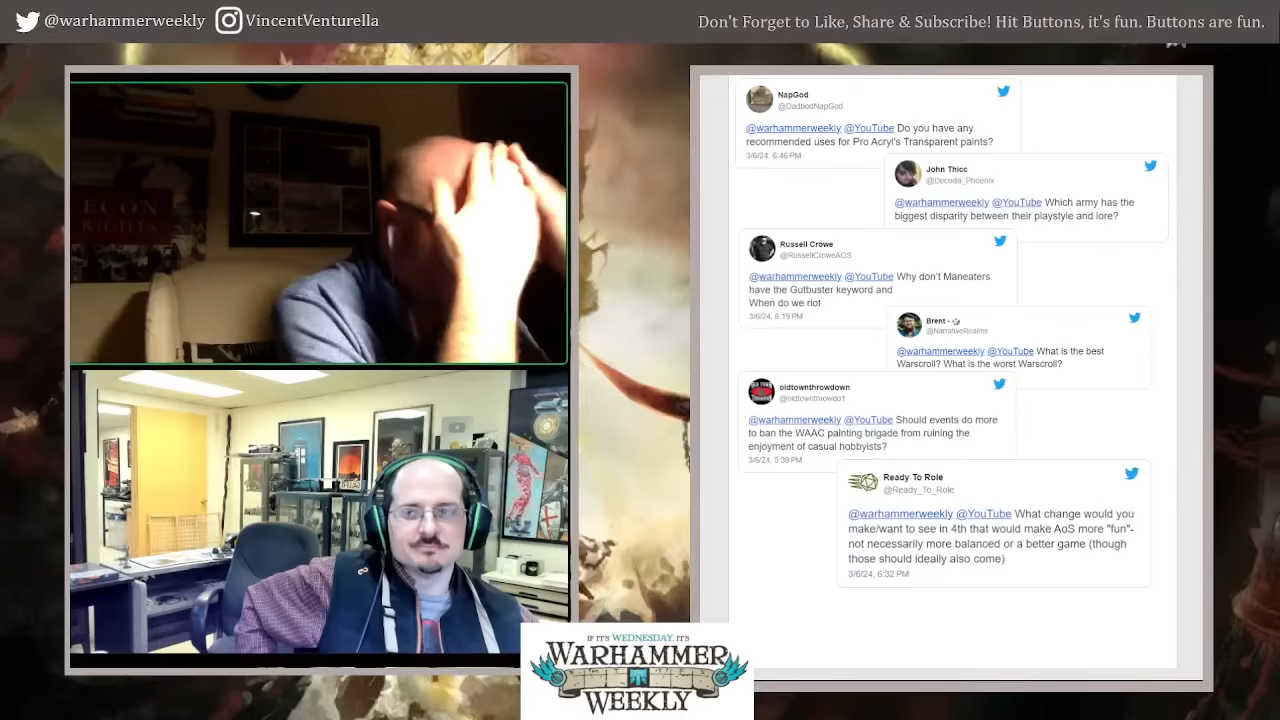 @warhammerweekly
@VincentVenturella
Don't Forget to Like, Share & Subscribe! Hit Buttons, it's fun. Buttons are fun.
ECON
RIGHTS
NapGod
@DadbodNapGod
@warhammerweekly @YouTube Do you have any
recommended uses for Pro Acryl's Transparent paints?
3/6/24, 6:46 PM
John Thicc
@Decoda_Phoenix
@warhammerweekly @YouTube Which army has the
biggest disparity between their playstyle and lore?
Russell Crowe
@RussellCroweAOS
@warhammerweekly @YouTube Why don't Maneaters
have the Gutbuster keyword and
When do we riot
3/6/24, 6:19 PM
Brent -
@NarrativeRealms
@warhammerweekly @YouTube What is the best
Warscroll? What is the worst Warscroll?
oldtownthrowdown
@oldtownthrowdo1
@warhammerweekly @YouTube Should events do more
to ban the WAAC painting brigade from ruining the
enjoyment of casual hobbyists?
3/6/24, 5:39 PM
Ready To Role
@Ready_To_Role
@warhammerweekly @YouTube What change would you
make/want to see in 4th that would make AoS more "fun"-
not necessarily more balanced or a better game (though
those should ideally also come)
3/6/24, 6:32 PM
IF IT'S WEDNESDAY, IT'S
WARHAMMER
WEEKLY